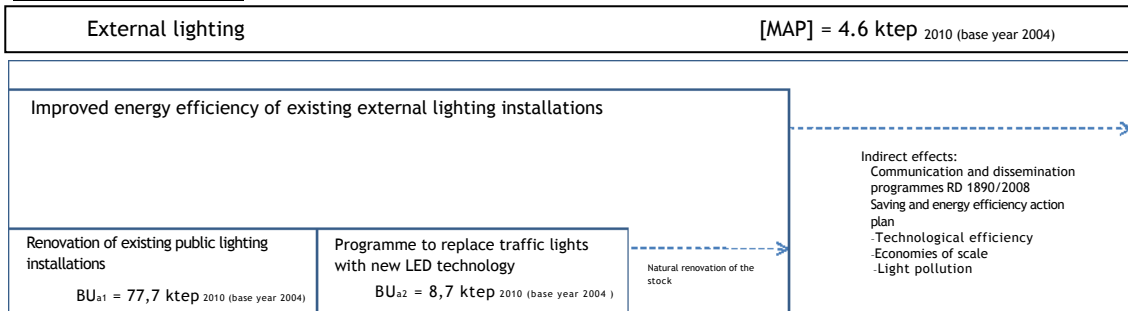 External lighting
[MAP] = 4.6 ktep 2010 (base year 2004)
Improved energy efficiency of existing external lighting installations
Indirect effects:
Communication and dissemination
programmes RD 1890/2008
Saving and energy efficiency action
plan
-Technological efficiency
-Economies of scale
-Light pollution
Renovation of existing public lighting
installations
BUa1 = 77,7 ktep 2010 (base year 2004)
Programme to replace traffic lights
with new LED technology
BUa2 = 8,7 ktep 2010 (base year 2004 )
Natural renovation of the
stock